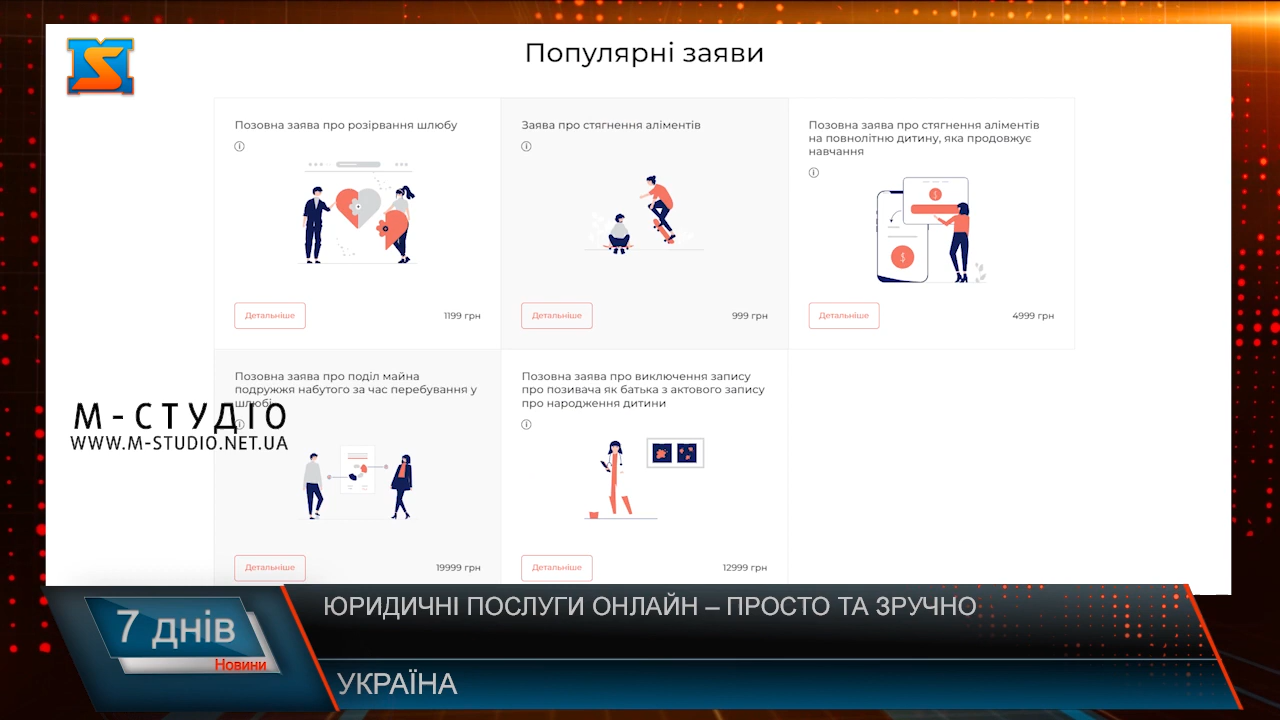 Популярні заяви
Позовна заява про розірвання шлюбу
Детальніше
1199 грн
Заява про стягнення аліментів
Детальніше
999 грн
Позовна заява про стягнення аліментів
на повнолітню дитину, яка продовжує
навчання
Детальніше
4999 грн
Позовна заява про поділ майна
подружжя набутого за час перебування у
шлюбі
Детальніше
19999 грн
Позовна заява про виключення запису
про позивача як батька з актового запису
про народження дитини
Детальніше
12999 грн
М-СТУДІО
WWW.M-STUDIO.NET.UA
7 днів
Новини
ЮРИДИЧНІ ПОСЛУГИ ОНЛАЙН – ПРОСТО ТА ЗРУЧНО
УКРАЇНА